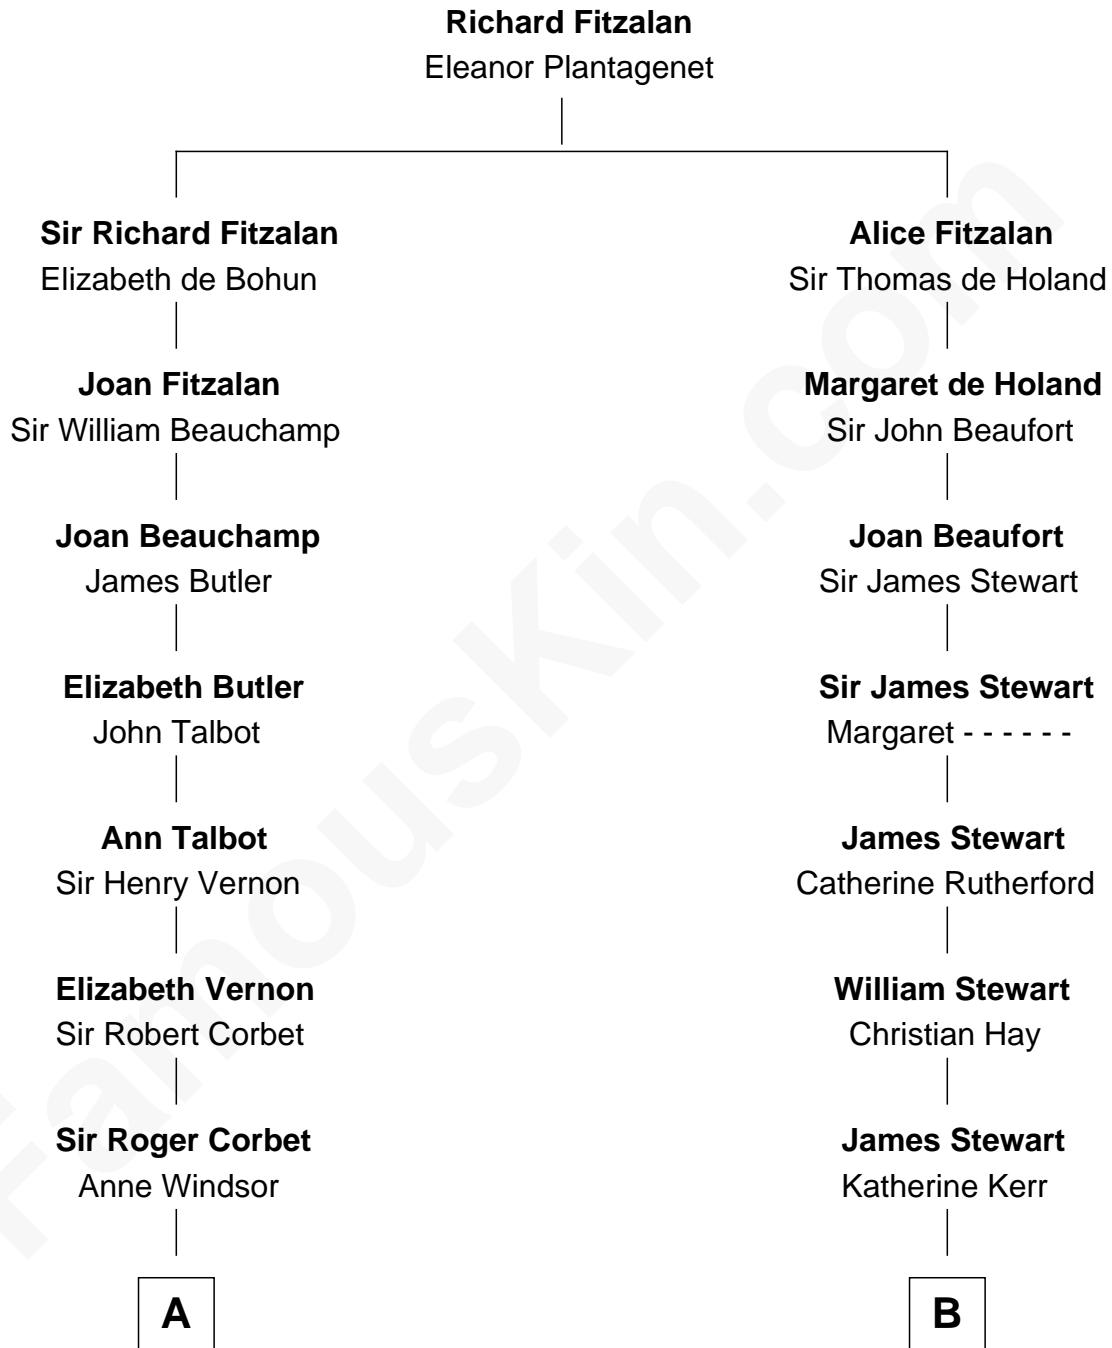 Richard Fitzalan
Eleanor Plantagenet
Sir Richard Fitzalan
Elizabeth de Bohun
Alice Fitzalan
Sir Thomas de Holand
Joan Fitzalan
Sir William Beauchamp
Margaret de Holand
Sir John Beaufort
Joan Beauchamp
James Butler
Joan Beaufort
Sir James Stewart
Elizabeth Butler
John Talbot
Sir James Stewart
Margaret - - - - - -
Ann Talbot
Sir Henry Vernon
James Stewart
Catherine Rutherford
Elizabeth Vernon
Sir Robert Corbet
William Stewart
Christian Hay
Sir Roger Corbet
Anne Windsor
James Stewart
Katherine Kerr
A
B
FamousKin.com